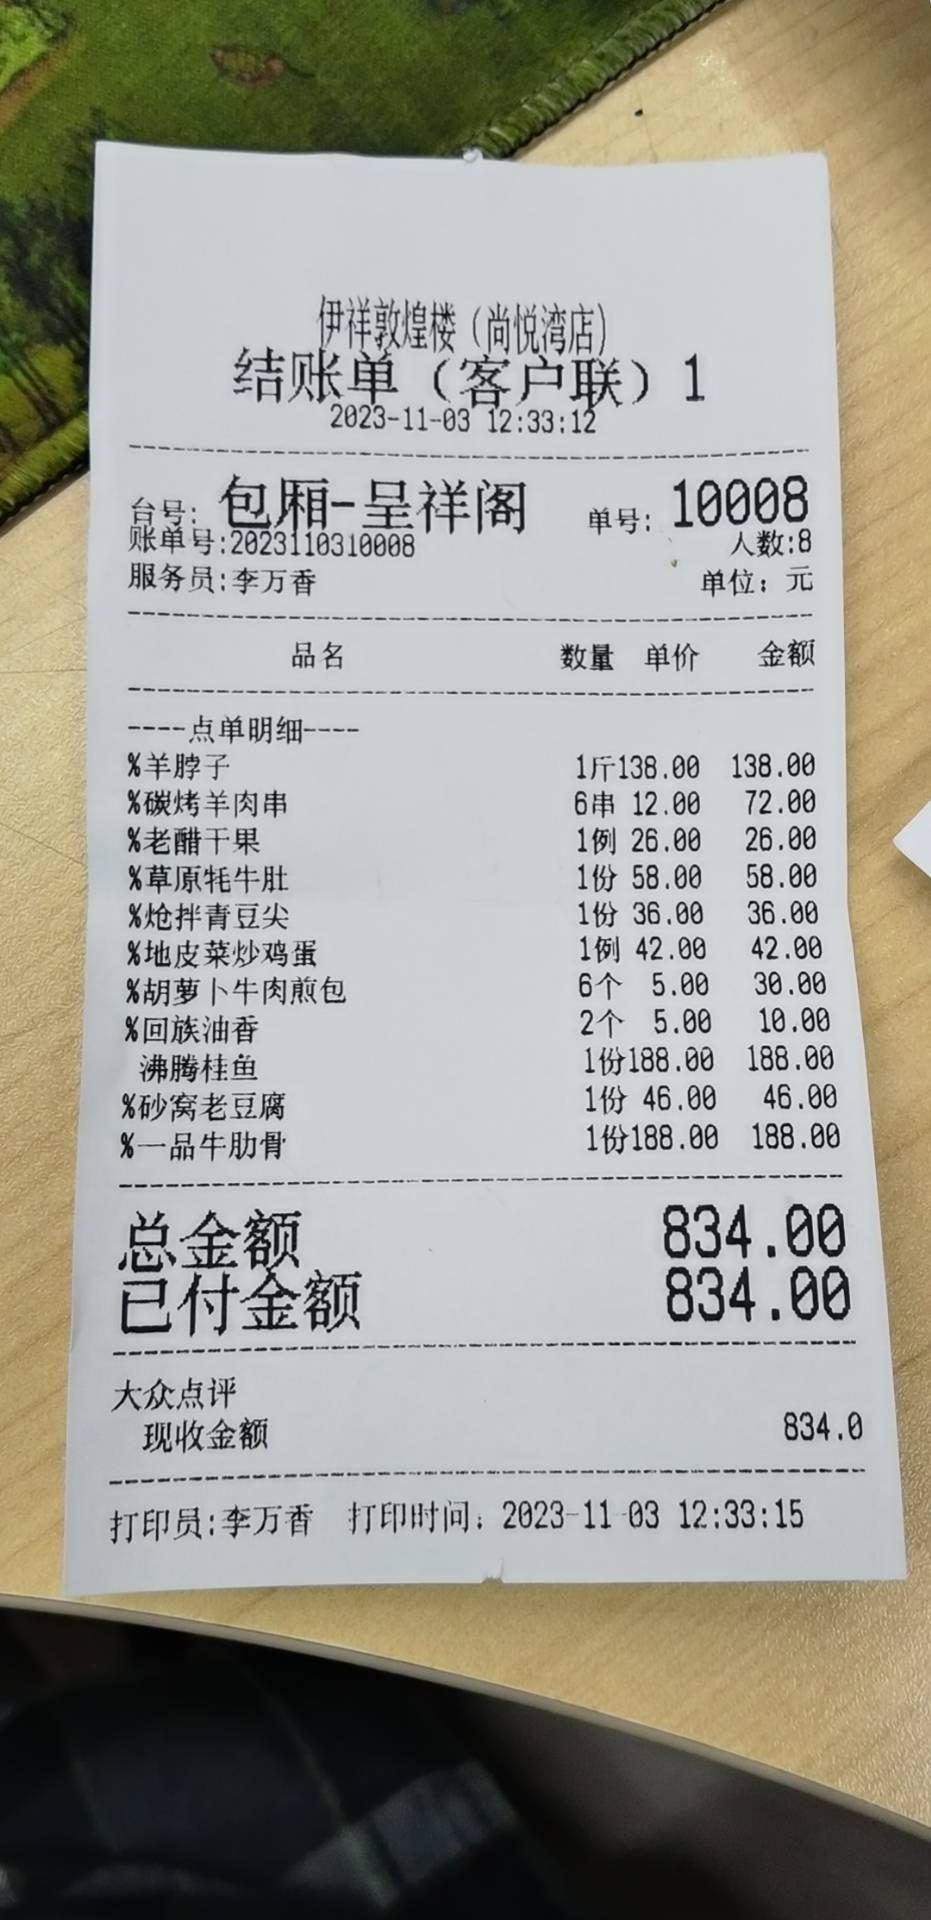 伊祥敦煌楼（尚悦湾店）
结账单（客户联）1
2023-11-03 12:33:12
台号: 包厢-呈祥阁 单号: 10008
账单号:2023110310008 人数:8
服务员:李万香 单位: 元
品名 数量 单价 金额
----点单明细----
%羊脖子 1斤138.00 138.00
%碳烤羊肉串 6串 12.00 72.00
%老醋干果 1例 26.00 26.00
%草原牦牛肚 1份 58.00 58.00
%炝拌青豆尖 1份 36.00 36.00
%地皮菜炒鸡蛋 1例 42.00 42.00
%胡萝卜牛肉煎包 6个 5.00 30.00
%回族油香 2个 5.00 10.00
沸腾桂鱼 1份188.00 188.00
%砂窝老豆腐 1份 46.00 46.00
%一品牛肋骨 1份188.00 188.00
总金额 834.00
已付金额 834.00
大众点评
现收金额 834.0
打印员:李万香 打印时间: 2023-11-03 12:33:15